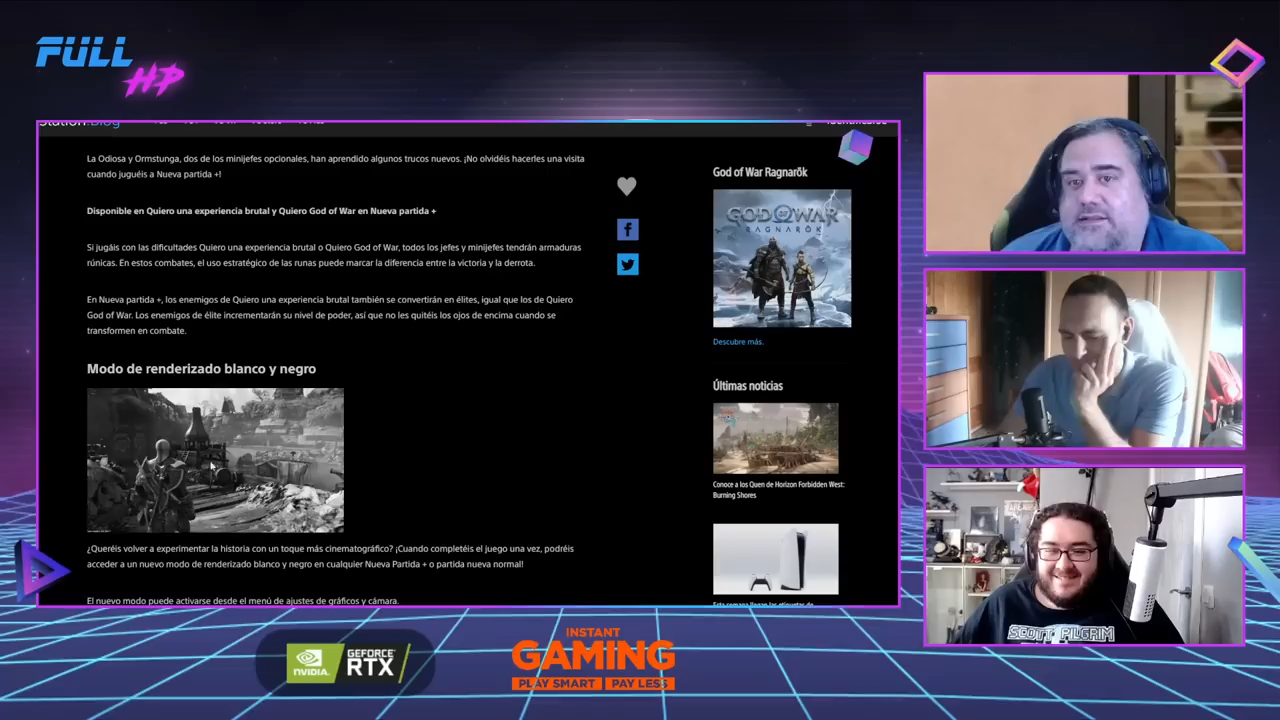 FULL
HP
Station.Blog
La Odiosa y Ormstunga, dos de los minijefes opcionales, han aprendido algunos trucos nuevos. ¡No olvidéis hacerles una visita
cuando juguéis a Nueva partida +!
Disponible en Quiero una experiencia brutal y Quiero God of War en Nueva partida +
Si jugáis con las dificultades Quiero una experiencia brutal o Quiero God of War, todos los jefes y minijefes tendrán armaduras
rúnicas. En estos combates, el uso estratégico de las runas puede marcar la diferencia entre la victoria y la derrota.
En Nueva partida +, los enemigos de Quiero una experiencia brutal también se convertirán en élites, igual que los de Quiero
God of War. Los enemigos de élite incrementarán su nivel de poder, así que no les quitéis los ojos de encima cuando se
transformen en combate.
Modo de renderizado blanco y negro
¿Queréis volver a experimentar la historia con un toque más cinematográfico? ¡Cuando completéis el juego una vez, podréis
acceder a un nuevo modo de renderizado blanco y negro en cualquier Nueva Partida + o partida nueva normal!
El nuevo modo puede activarse desde el menú de ajustes de gráficos y cámara.
God of War Ragnarök
GOD OF WAR
RAGNARÖK
Descubre más.
Últimas noticias
Conoce a los Quen de Horizon Forbidden West:
Burning Shores
Esta semana llegan las etiquetas de
SCOTT PILGRIM
NVIDIA
GEFORCE
RTX
INSTANT
GAMING
PLAY SMART
PAY LESS